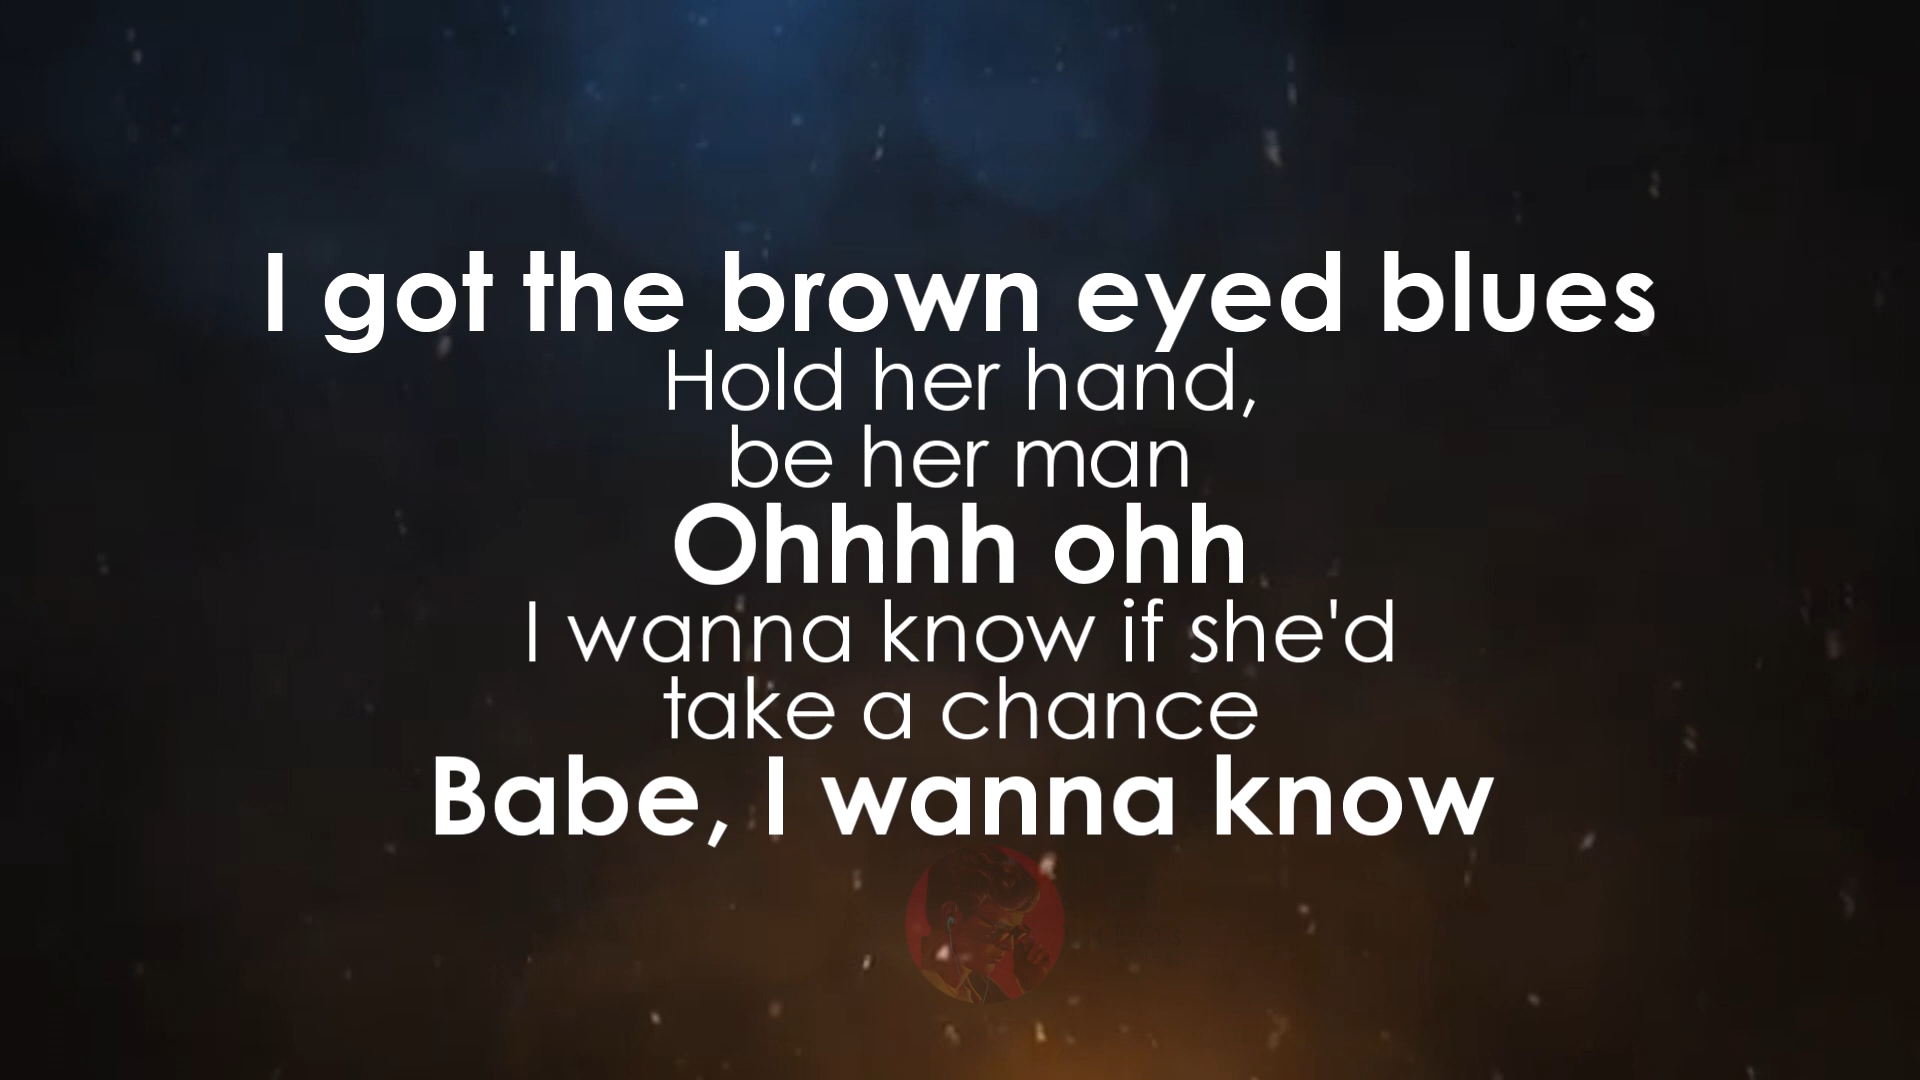 I got the brown eyed blues
Hold her hand,
be her man
Ohhhh ohh
I wanna know if she'd
take a chance
Babe, I wanna know